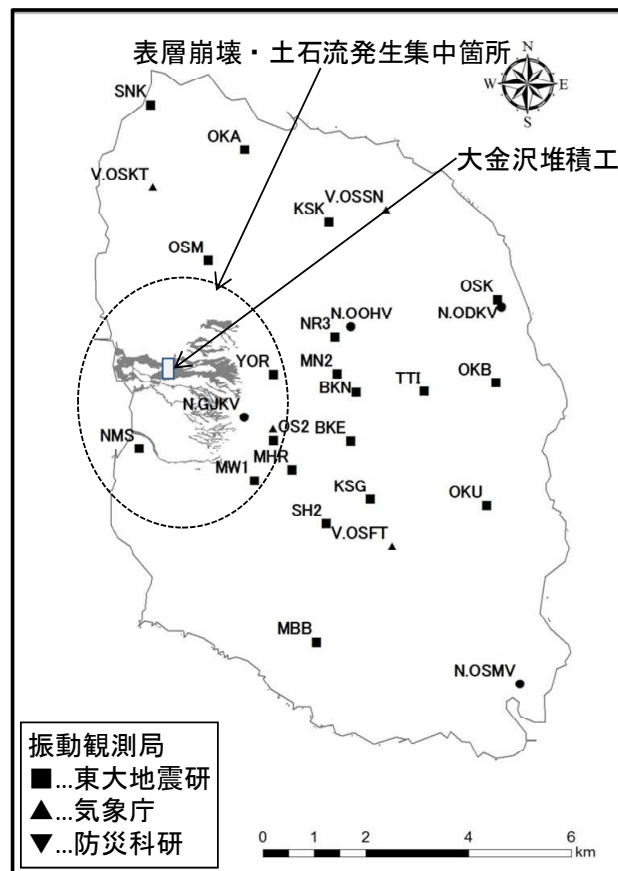 表層崩壊・土石流発生集中箇所
N
W E
S
SNK
OKA
大金沢堆積工
V.OSKT
V.OSSN
KSK
OSM
OSK
N.OOHV
N.ODKV
NR3
YOR
MN2
BKN
TTI
OKB
N.GJKV
OS2
BKE
NMS
MHR
MW1
KSG
OKU
SH2
V.OSFT
MBB
N.OSMV
振動観測局
■...東大地震研
▲...気象庁
▼...防災科研
0 1 2 4 6
km